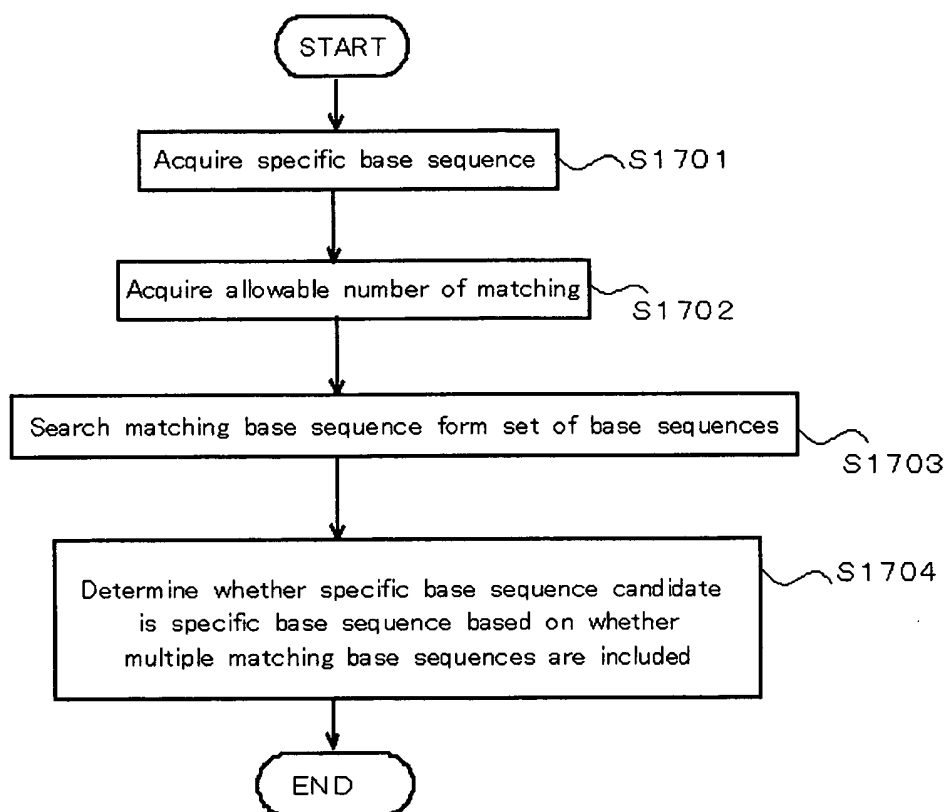 START
Acquire specific base sequence
S1701
Acquire allowable number of matching
S1702
Search matching base sequence form set of base sequences
S1703
Determine whether specific base sequence candidate
is specific base sequence based on whether
multiple matching base sequences are included
S1704
END